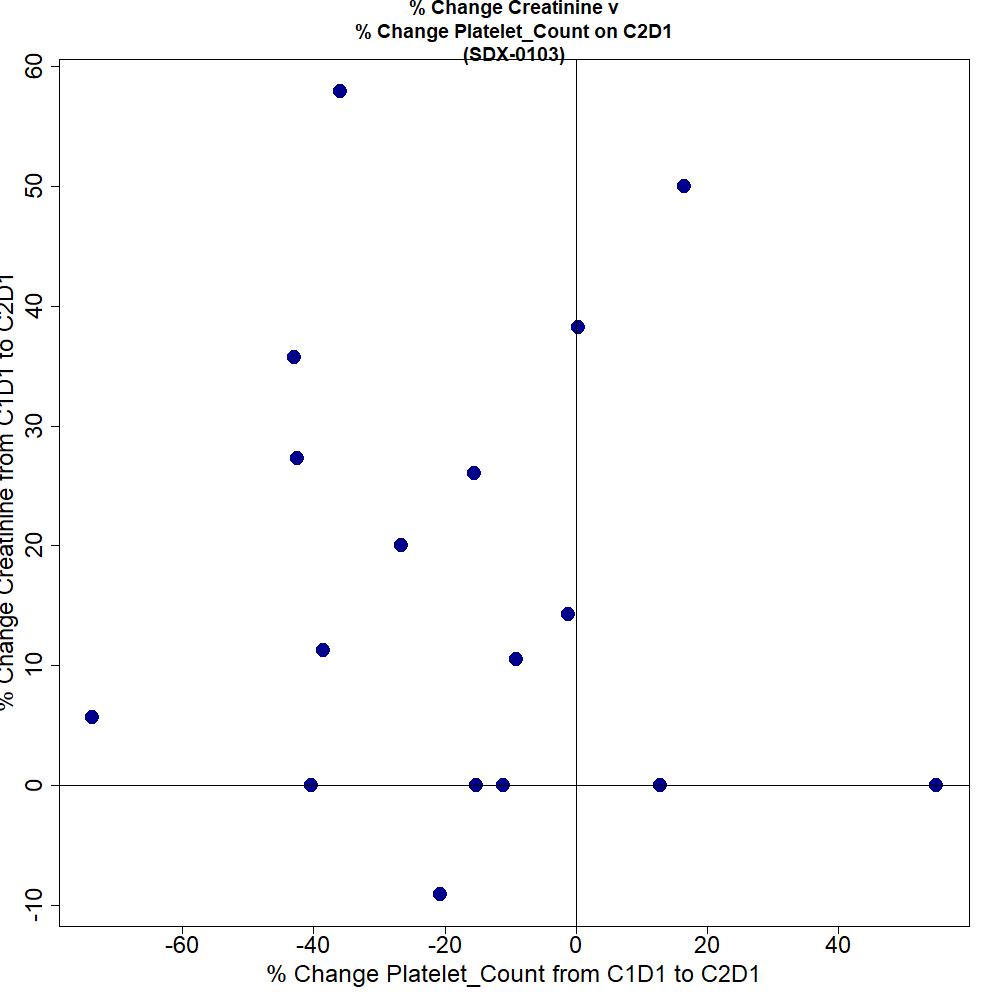 % Change Creatinine v
% Change Platelet_Count on C2D1
(SDX-0103)
60
50
40
30
20
10
0
-10
% Change Creatinine from C1D1 to C2D1
-60
-40
-20
0
20
40
% Change Platelet_Count from C1D1 to C2D1